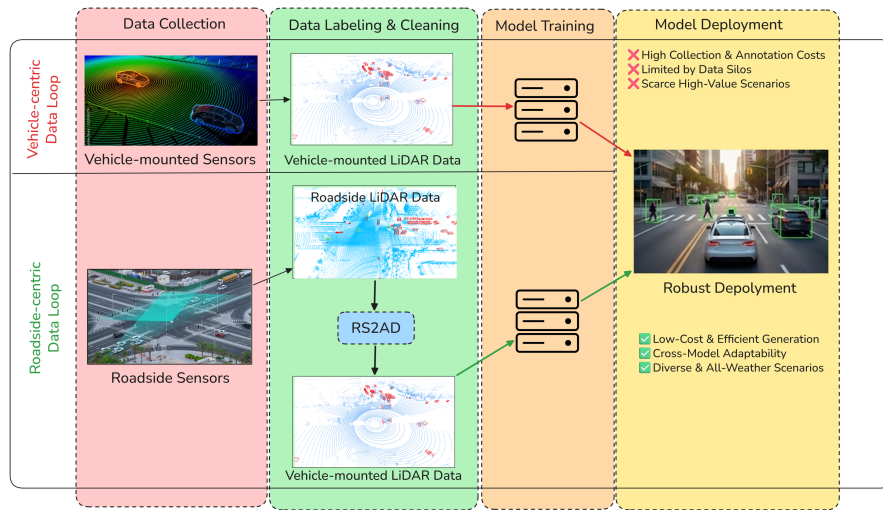 Data Collection
Data Labeling & Cleaning
Model Training
Model Deployment
Vehicle-centric
Data Loop
Vehicle-mounted Sensors
Vehicle-mounted LiDAR Data
❌High Collection & Annotation Costs
❌Limited by Data Silos
❌Scarce High-Value Scenarios
Roadside-centric
Data Loop
Roadside Sensors
Roadside LiDAR Data
RS2AD
Vehicle-mounted LiDAR Data
Robust Depolyment
✅Low-Cost & Efficient Generation
✅Cross-Model Adaptability
✅Diverse & All-Weather Scenarios